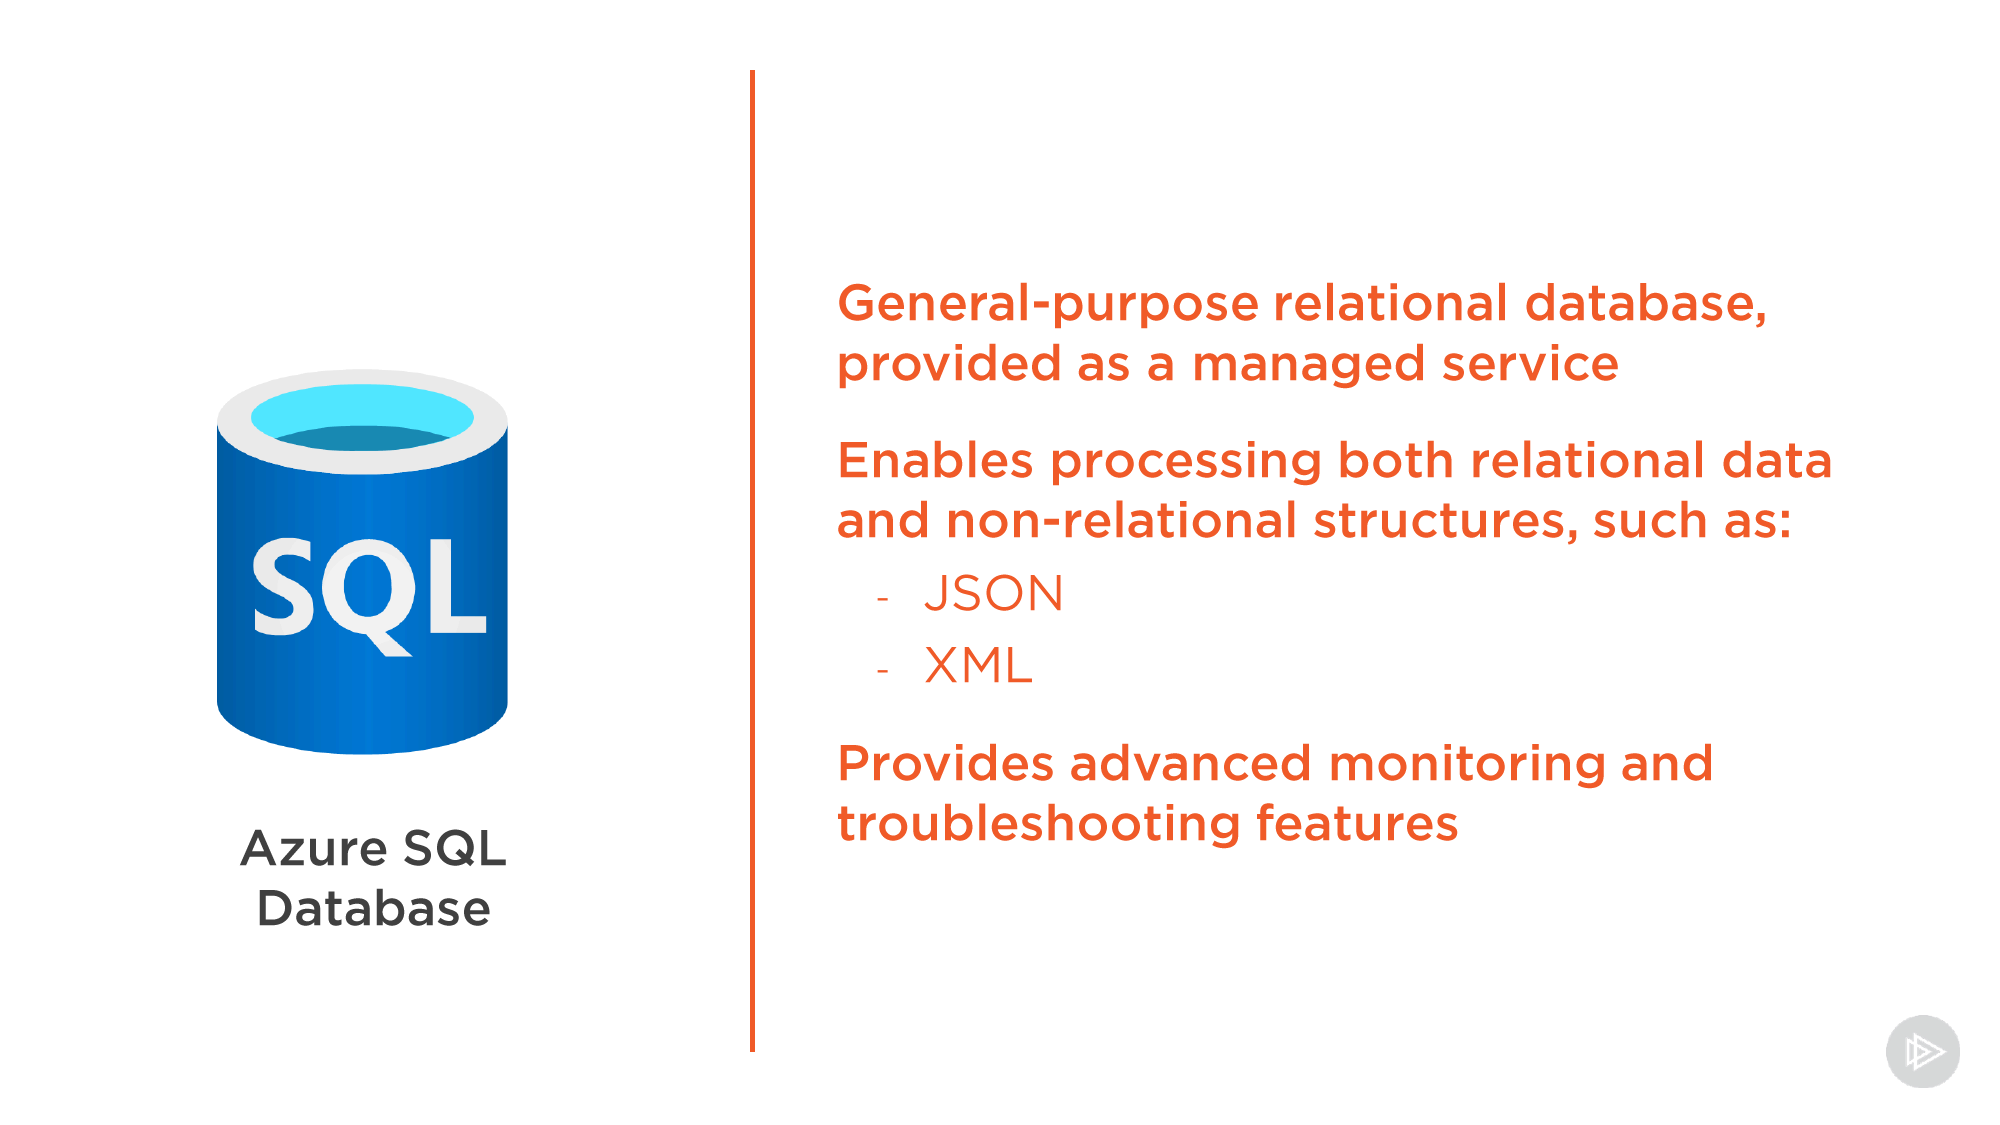 SQL
Azure SQL
Database
General-purpose relational database,
provided as a managed service
Enables processing both relational data
and non-relational structures, such as:
- JSON
- XML
Provides advanced monitoring and
troubleshooting features